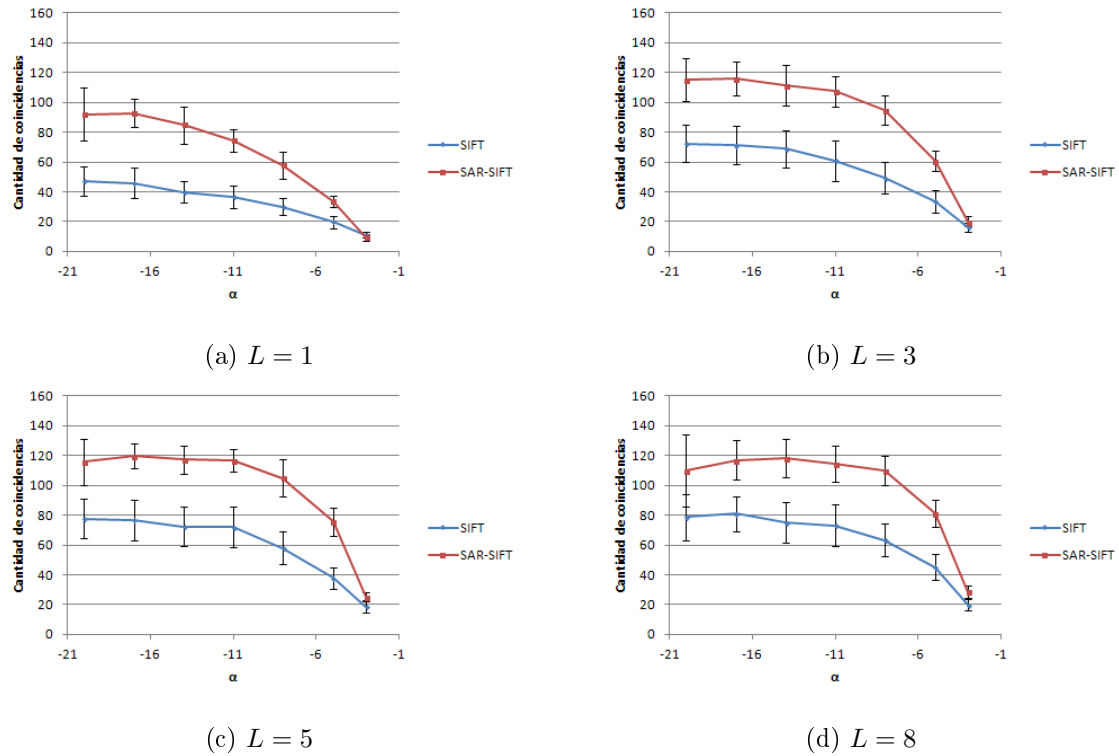 160
140
120
100
80
60
40
20
0
Cantidad de coincidencias
-21 -16 -11 -6 -1
α
SIFT
SAR-SIFT
(a) L = 1
160
140
120
100
80
60
40
20
0
Cantidad de coincidencias
-21 -16 -11 -6 -1
α
SIFT
SAR-SIFT
(b) L = 3
160
140
120
100
80
60
40
20
0
Cantidad de coincidencias
-21 -16 -11 -6 -1
α
SIFT
SAR-SIFT
(c) L = 5
160
140
120
100
80
60
40
20
0
Cantidad de coincidencias
-21 -16 -11 -6 -1
α
SIFT
SAR-SIFT
(d) L = 8